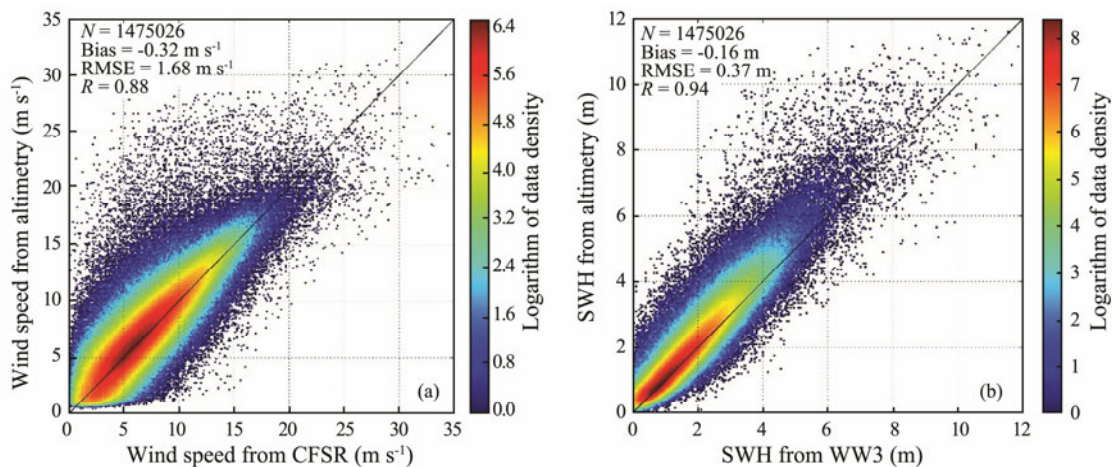 N = 1475026
Bias = -0.32 m s⁻¹
RMSE = 1.68 m s⁻¹
R = 0.88
Wind speed from altimetry (m s⁻¹)
35
30
25
20
15
10
5
0
0 5 10 15 20 25 30 35
Wind speed from CFSR (m s⁻¹)
(a)
6.4
5.6
4.8
4.0
3.2
2.4
1.6
0.8
0.0
Logarithm of data density
N = 1475026
Bias = -0.16 m
RMSE = 0.37 m
R = 0.94
SWH from altimetry (m)
12
10
8
6
4
2
0
0 2 4 6 8 10 12
SWH from WW3 (m)
(b)
8
7
6
5
4
3
2
1
0
Logarithm of data density